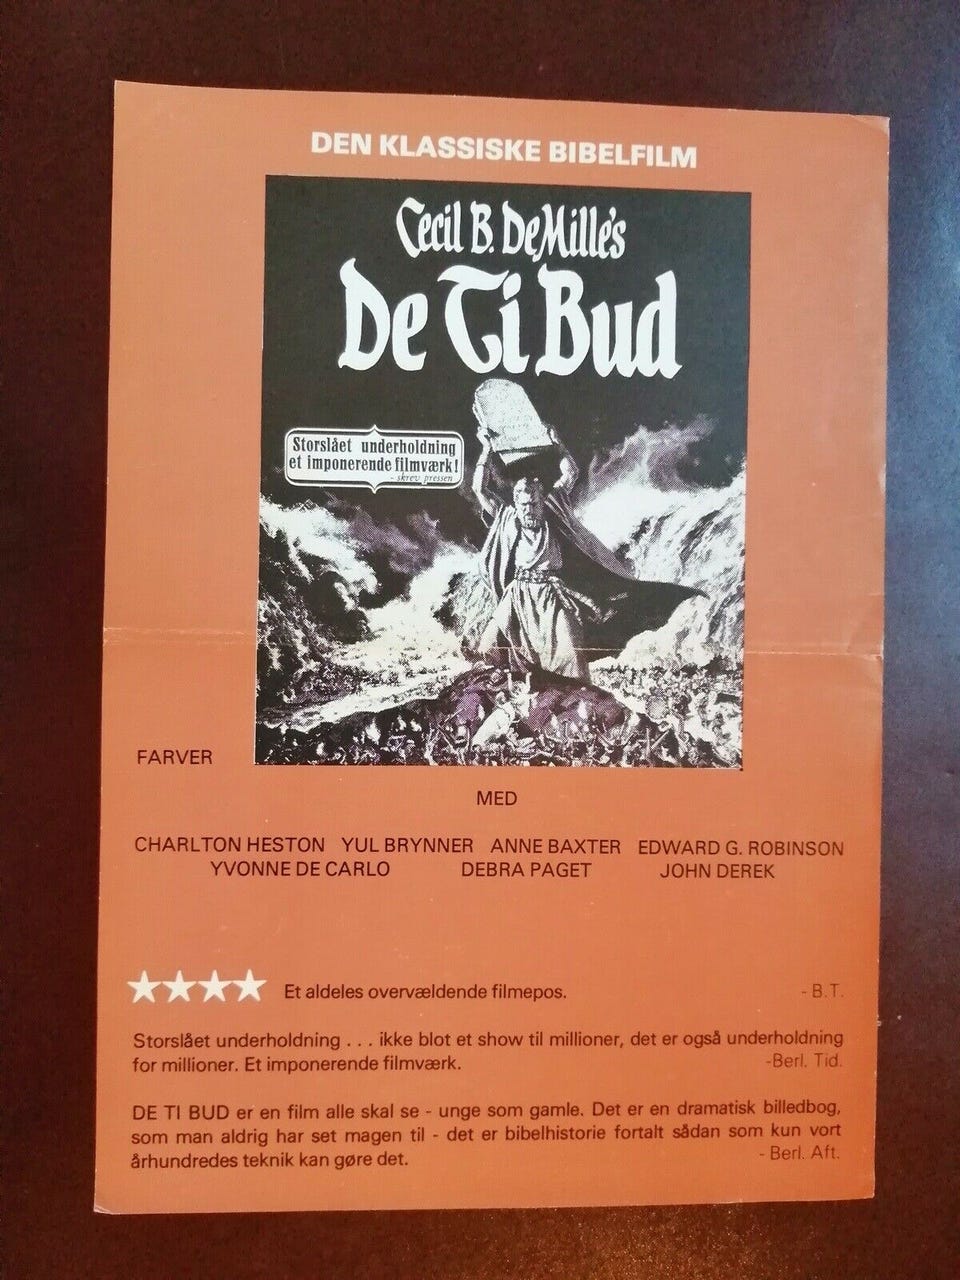 DEN KLASSISKE BIBELFILM
Cecil B. DeMille's
De Ti Bud
Storslået underholdning
et imponerende filmværk!
- skrev pressen
FARVER
MED
CHARLTON HESTON YUL BRYNNER ANNE BAXTER EDWARD G. ROBINSON
YVONNE DE CARLO DEBRA PAGET JOHN DEREK
Et aldeles overvældende filmepos. - B.T.
Storslået underholdning . . . ikke blot et show til millioner, det er også underholdning
for millioner. Et imponerende filmværk. -Berl. Tid.
DE TI BUD er en film alle skal se - unge som gamle. Det er en dramatisk billedbog,
som man aldrig har set magen til - det er bibelhistorie fortalt sådan som kun vort
århundredes teknik kan gøre det. - Berl. Aft.